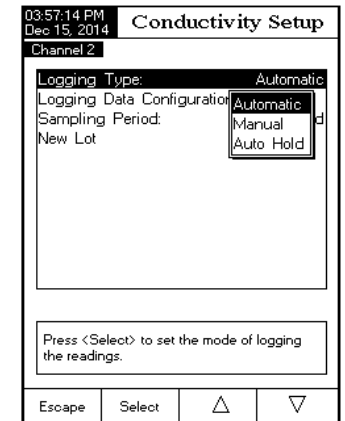 03:57:14 PM
Dec 15, 2014
Conductivity Setup
Channel 2
Logging Type: Automatic
Logging Data Configuration
Sampling Period:
New Lot
Automatic
Manual
Auto Hold
Press <Select> to set the mode of logging
the readings.
Escape Select △ ▽